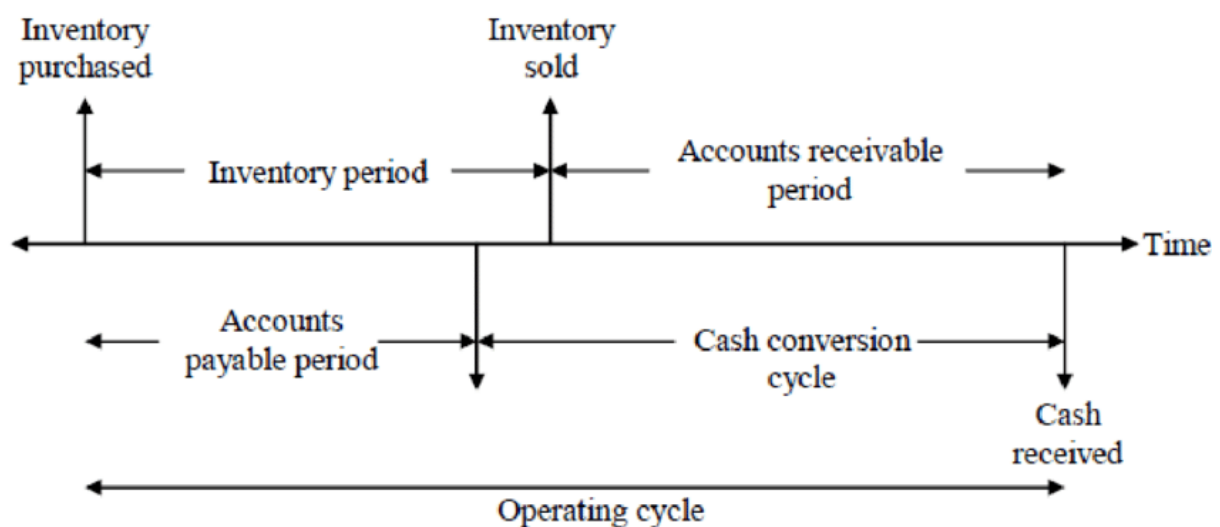 Inventory
purchased
Inventory
sold
Inventory period
Accounts receivable
period
Time
Accounts
payable period
Cash conversion
cycle
Cash
received
Operating cycle